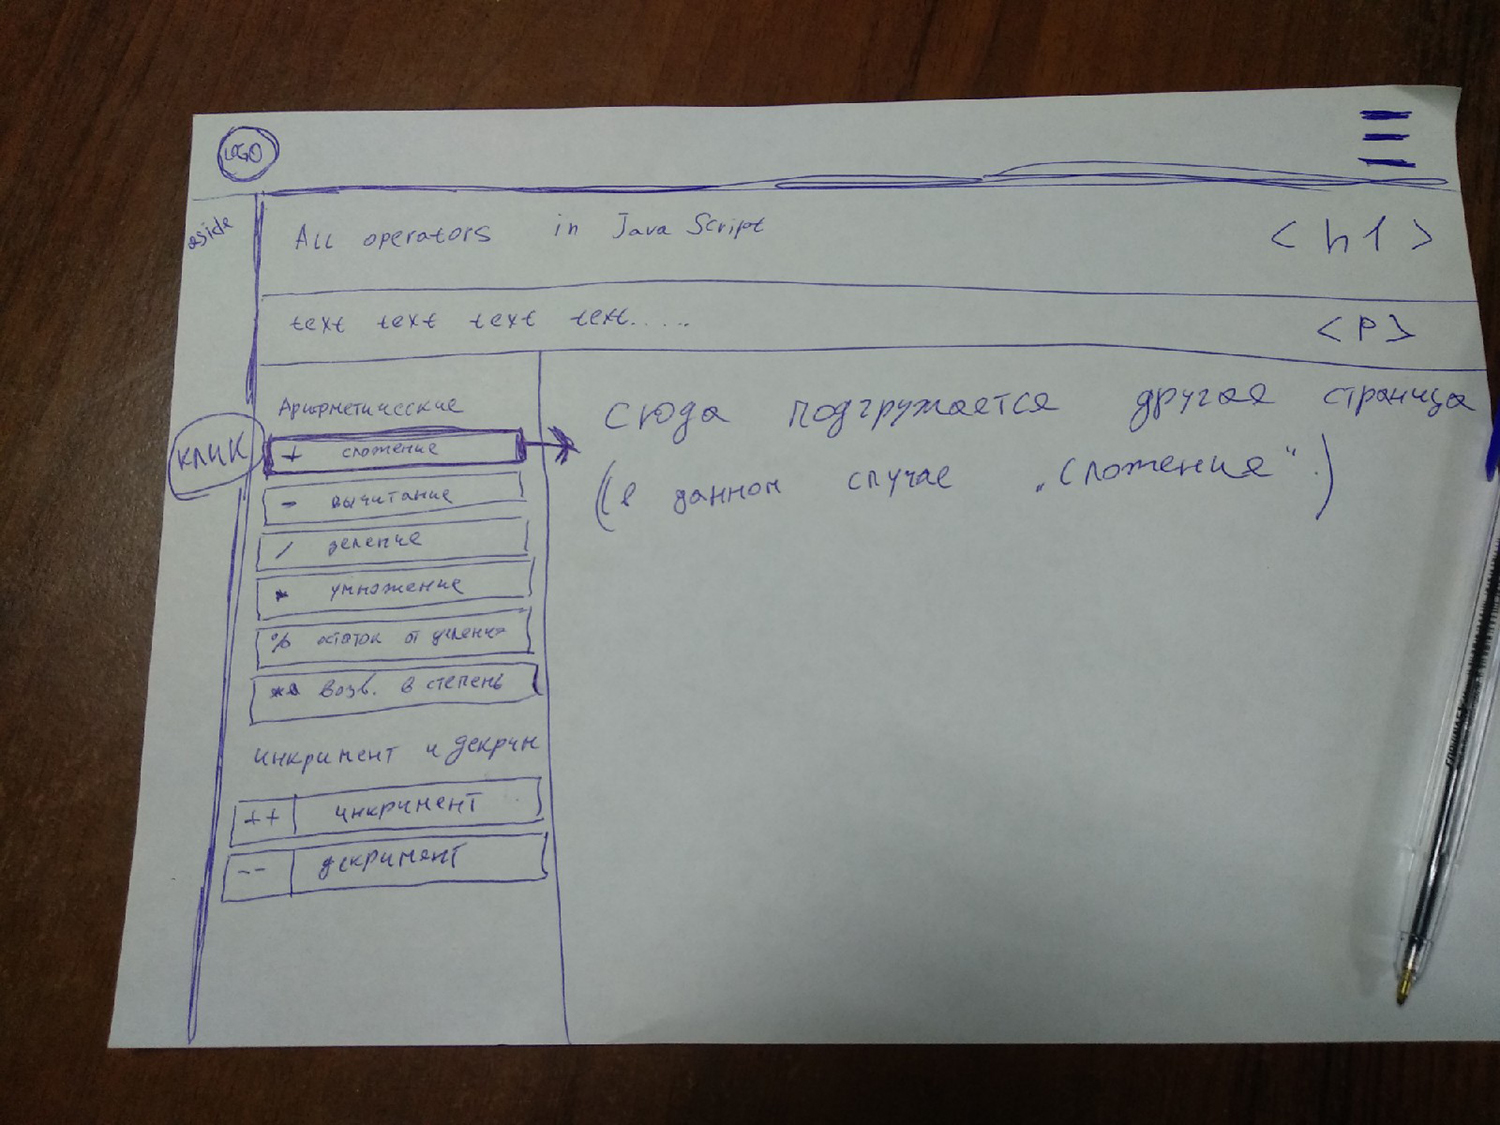 LOGO
aside
All operators in Java Script <h1>
text text text text..... <P>
Арифметические
Сюда подгружается другая страница
(в данном случае „сложения“.)
КЛИК
+ сложение
- вычитание
/ деление
* умножение
% остаток от деления
** возв. в степень
инкримент и декрим
++ инкримент
-- декримент